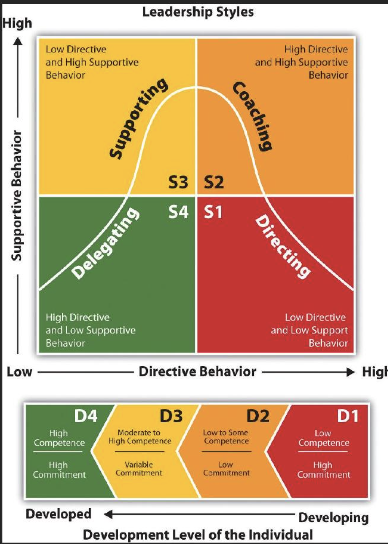 Leadership Styles
High
Low Directive
and High Supportive
Behavior
High Directive
and High Supportive
Behavior
Supporting
Coaching
S3
S2
Supportive Behavior
S4
S1
Delegating
Directing
High Directive
and Low Supportive
Behavior
Low Directive
and Low Support
Behavior
Low
Directive Behavior
High
D4
High
Competence
High
Commitment
D3
Moderate to
High Competence
Variable
Commitment
D2
Low to Some
Competence
Low
Commitment
D1
Low
Competence
High
Commitment
Developed
Developing
Development Level of the Individual